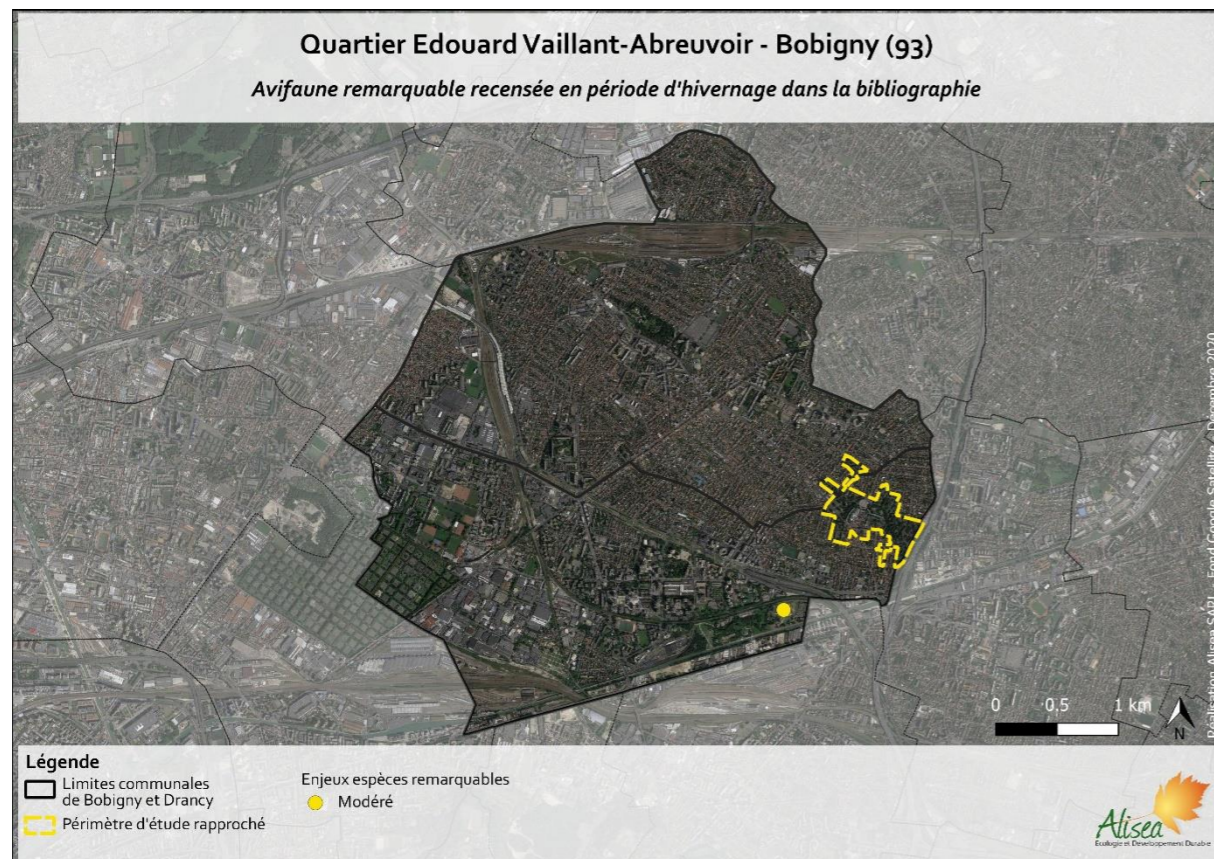 Quartier Edouard Vaillant-Abreuvoir - Bobigny (93)
Avifaune remarquable recensée en période d'hivernage dans la bibliographie
Réalisation Alisea SARL - Fond Google Satellite - Décembre 2020
0 0,5 1 km
N
Légende
Limites communales
de Bobigny et Drancy
Périmètre d'étude rapproché
Enjeux espèces remarquables
Modéré
Alisea
Ecologie et Développement Durable